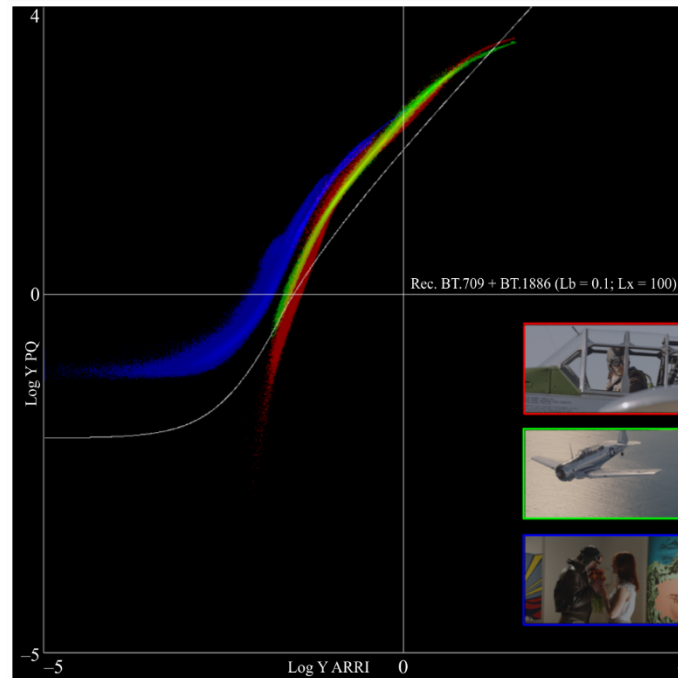 4
0
Rec. BT.709 + BT.1886 (Lb = 0.1; Lx = 100)
Log Y PQ
–5
–5
Log Y ARRI
0